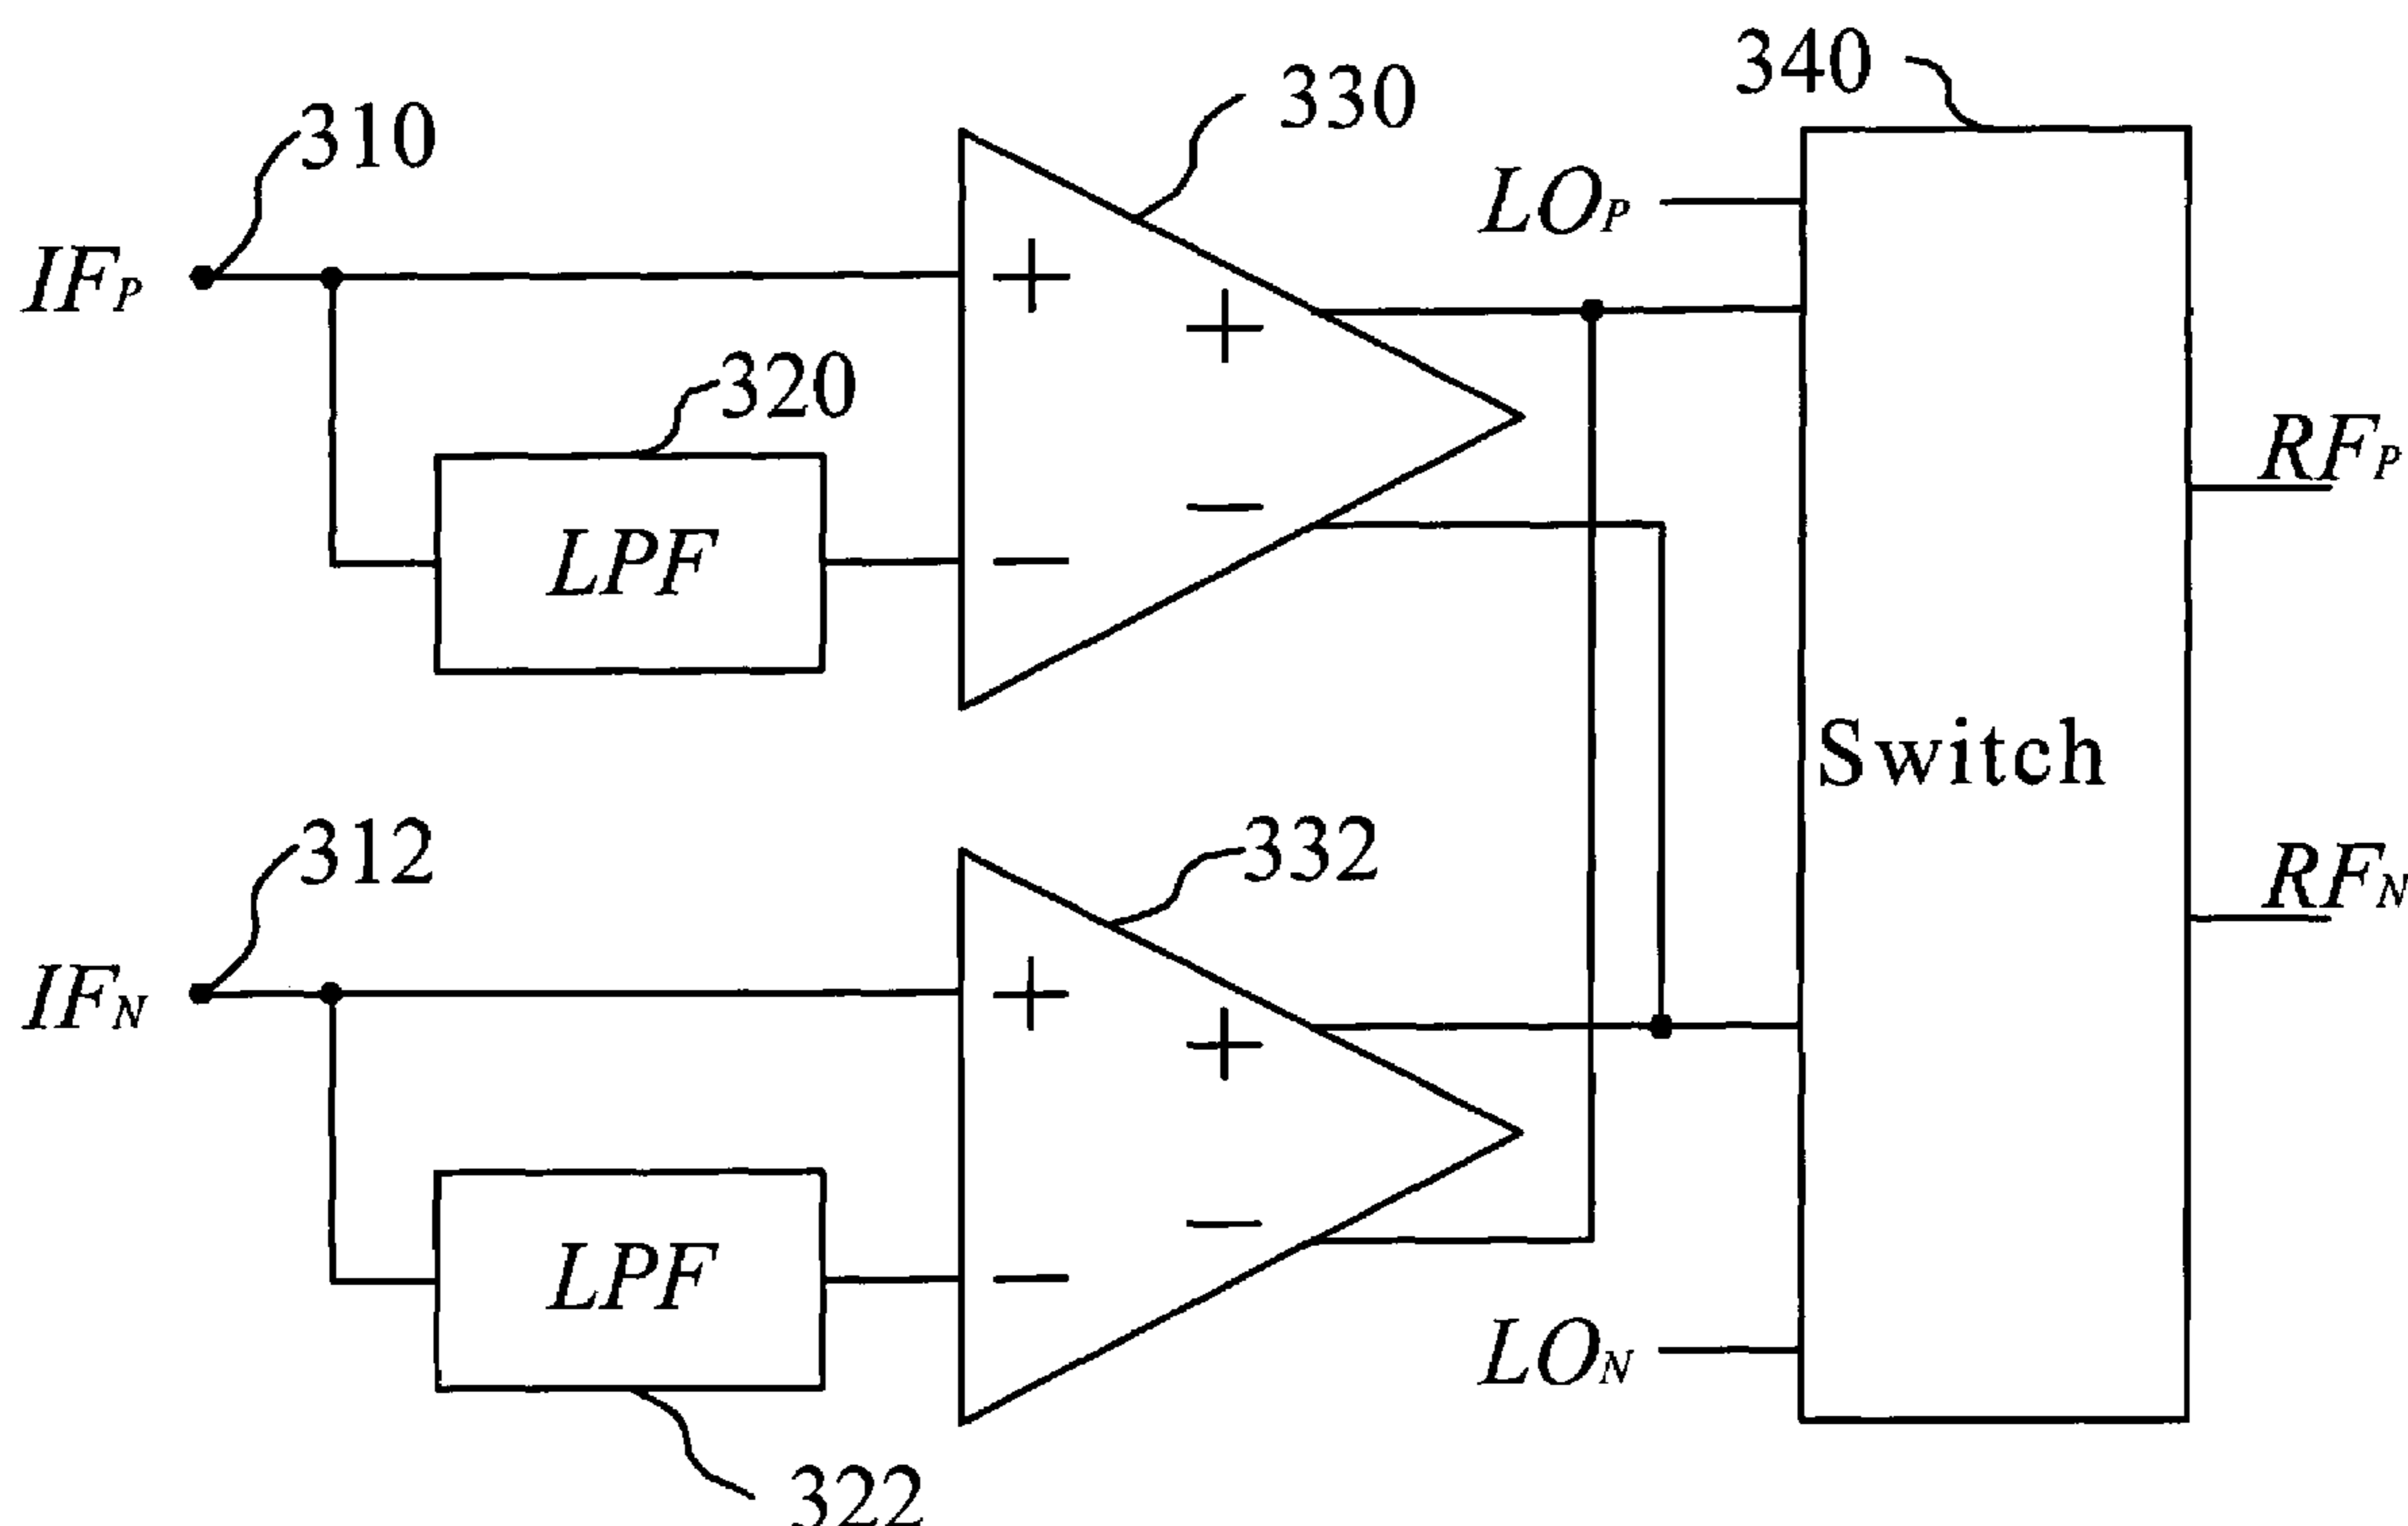 340
330
310
LOP
IFP
+
+
320
RFP
−
LPF
−
Switch
312
332
RFN
IFN
+
+
−
LPF
−
LON
322